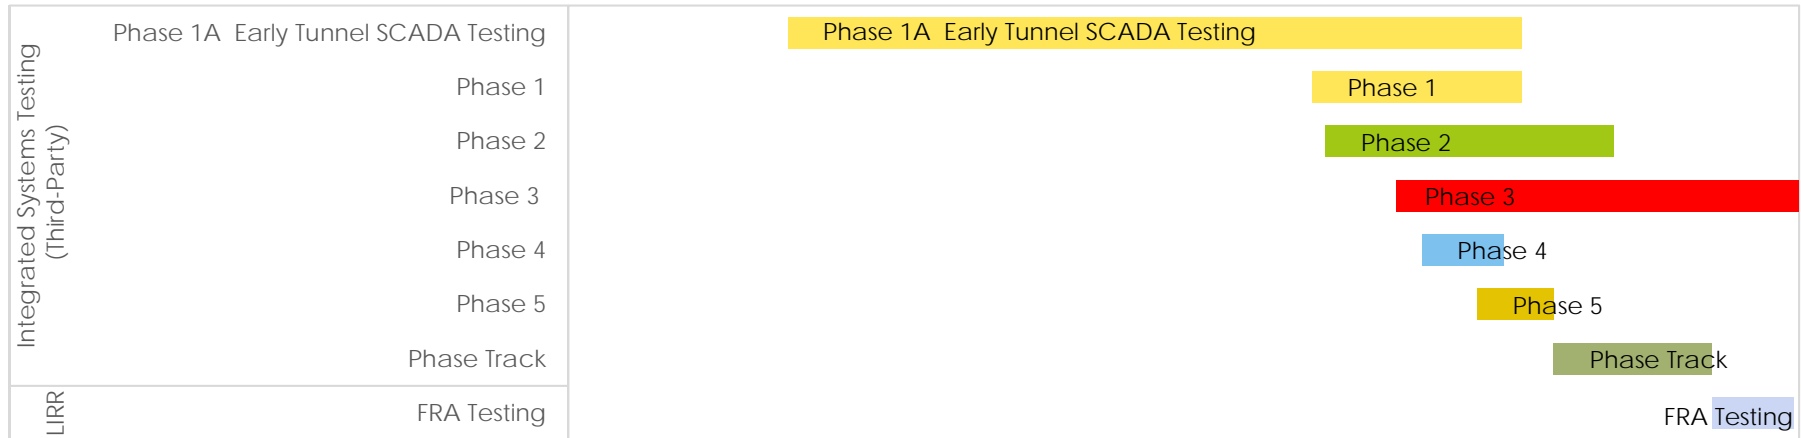 Integrated Systems Testing
(Third-Party)
Phase 1A Early Tunnel SCADA Testing
Phase 1A Early Tunnel SCADA Testing
Phase 1
Phase 1
Phase 2
Phase 2
Phase 3
Phase 3
Phase 4
Phase 4
Phase 5
Phase 5
Phase Track
Phase Track
LIRR
FRA Testing
FRA Testing